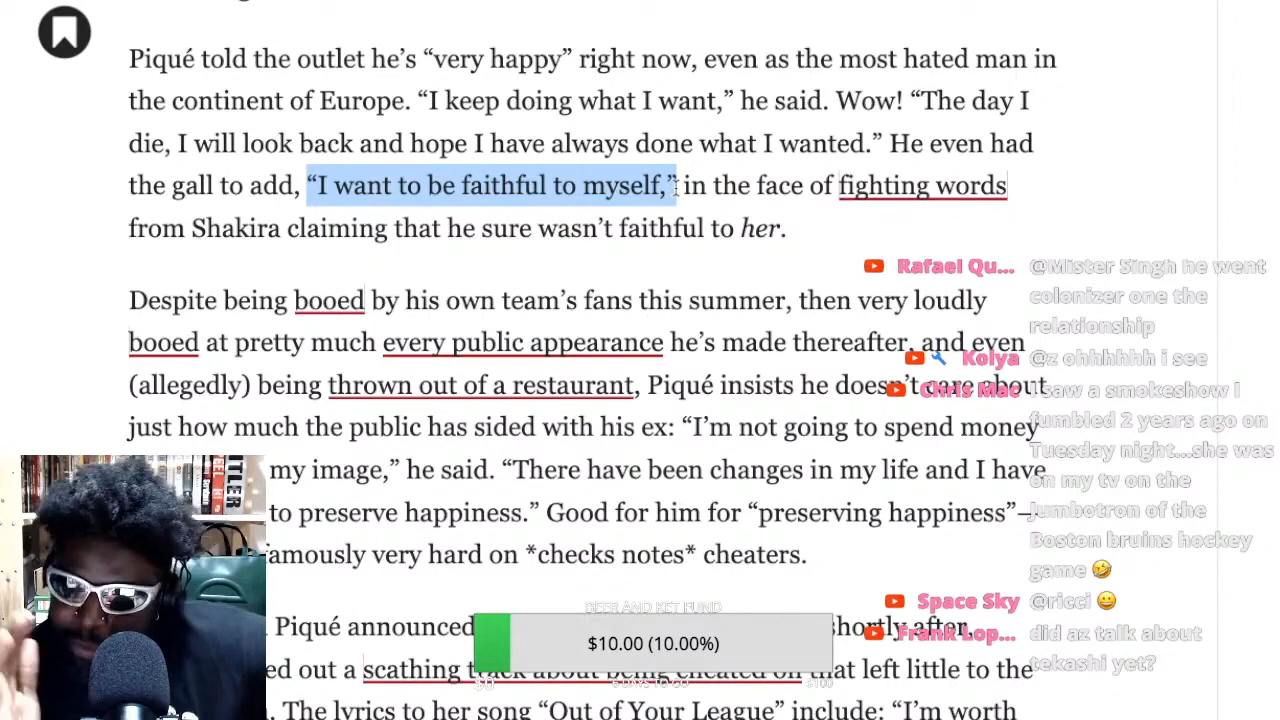 Piqué told the outlet he’s “very happy” right now, even as the most hated man in
the continent of Europe. “I keep doing what I want,” he said. Wow! “The day I
die, I will look back and hope I have always done what I wanted.” He even had
the gall to add, “I want to be faithful to myself,” in the face of fighting words
from Shakira claiming that he sure wasn’t faithful to her.
Despite being booed by his own team’s fans this summer, then very loudly
booed at pretty much every public appearance he’s made thereafter, and even
(allegedly) being thrown out of a restaurant, Piqué insists he doesn’t care about
just how much the public has sided with his ex: “I’m not going to spend money
my image,” he said. “There have been changes in my life and I have
to preserve happiness.” Good for him for “preserving happiness”—
famously very hard on *checks notes* cheaters.
Piqué announced shortly after,
ed out a scathing track about being cheated on that left little to the
The lyrics to her song “Out of Your League” include: “I’m worth
Rafael Qu... @Mister Singh he went
colonizer one the
relationship
Kolya @z ohhhhhh i see
Chris Mac I saw a smokeshow I
fumbled 2 years ago on
Tuesday night...she was
on my tv on the
Jumbotron of the
Boston bruins hockey
game 🤣
Space Sky @ricci 😀
Frank Lop... did az talk about
tekashi yet?
BEER AND KET FUND
$10.00 (10.00%)
$0
$100